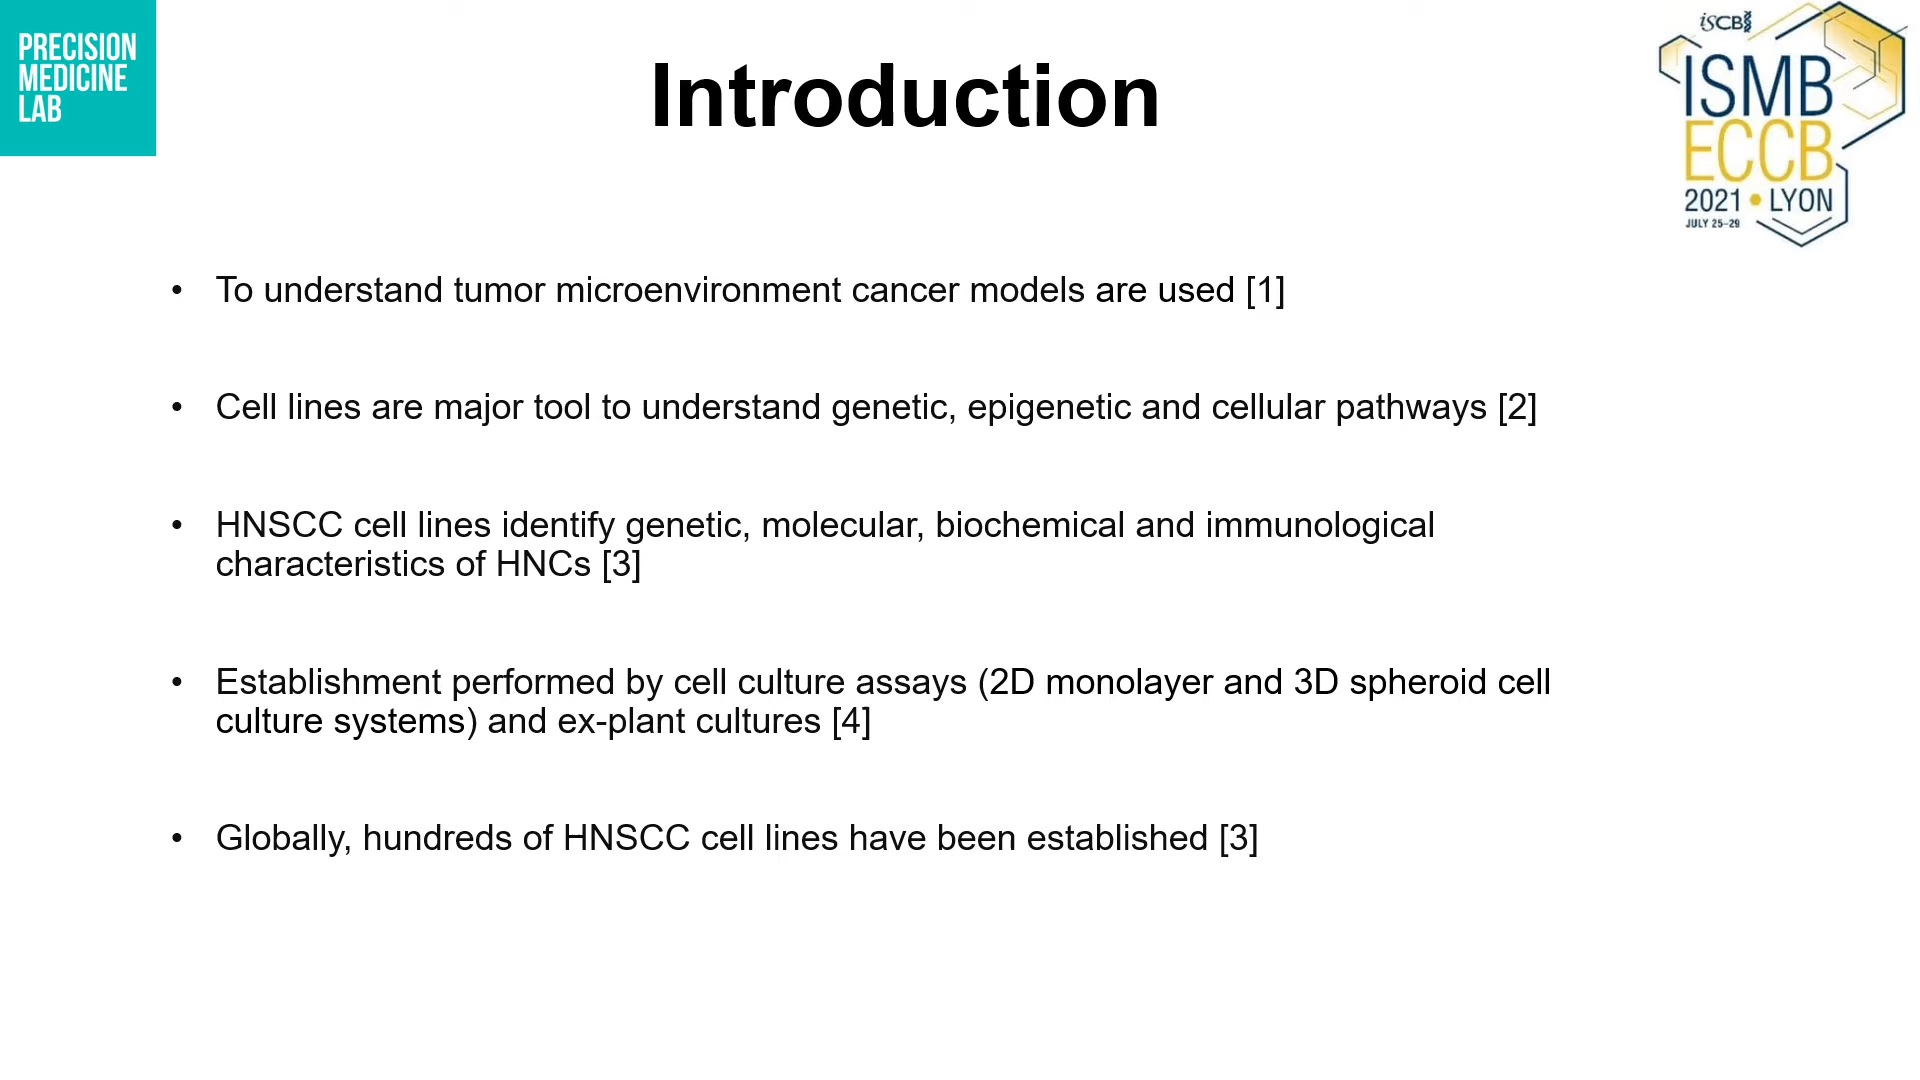 PRECISION
MEDICINE
LAB
Introduction
iSCB
ISMB
ECCB
2021 • LYON
JULY 25–29
• To understand tumor microenvironment cancer models are used [1]
• Cell lines are major tool to understand genetic, epigenetic and cellular pathways [2]
• HNSCC cell lines identify genetic, molecular, biochemical and immunological
characteristics of HNCs [3]
• Establishment performed by cell culture assays (2D monolayer and 3D spheroid cell
culture systems) and ex-plant cultures [4]
• Globally, hundreds of HNSCC cell lines have been established [3]